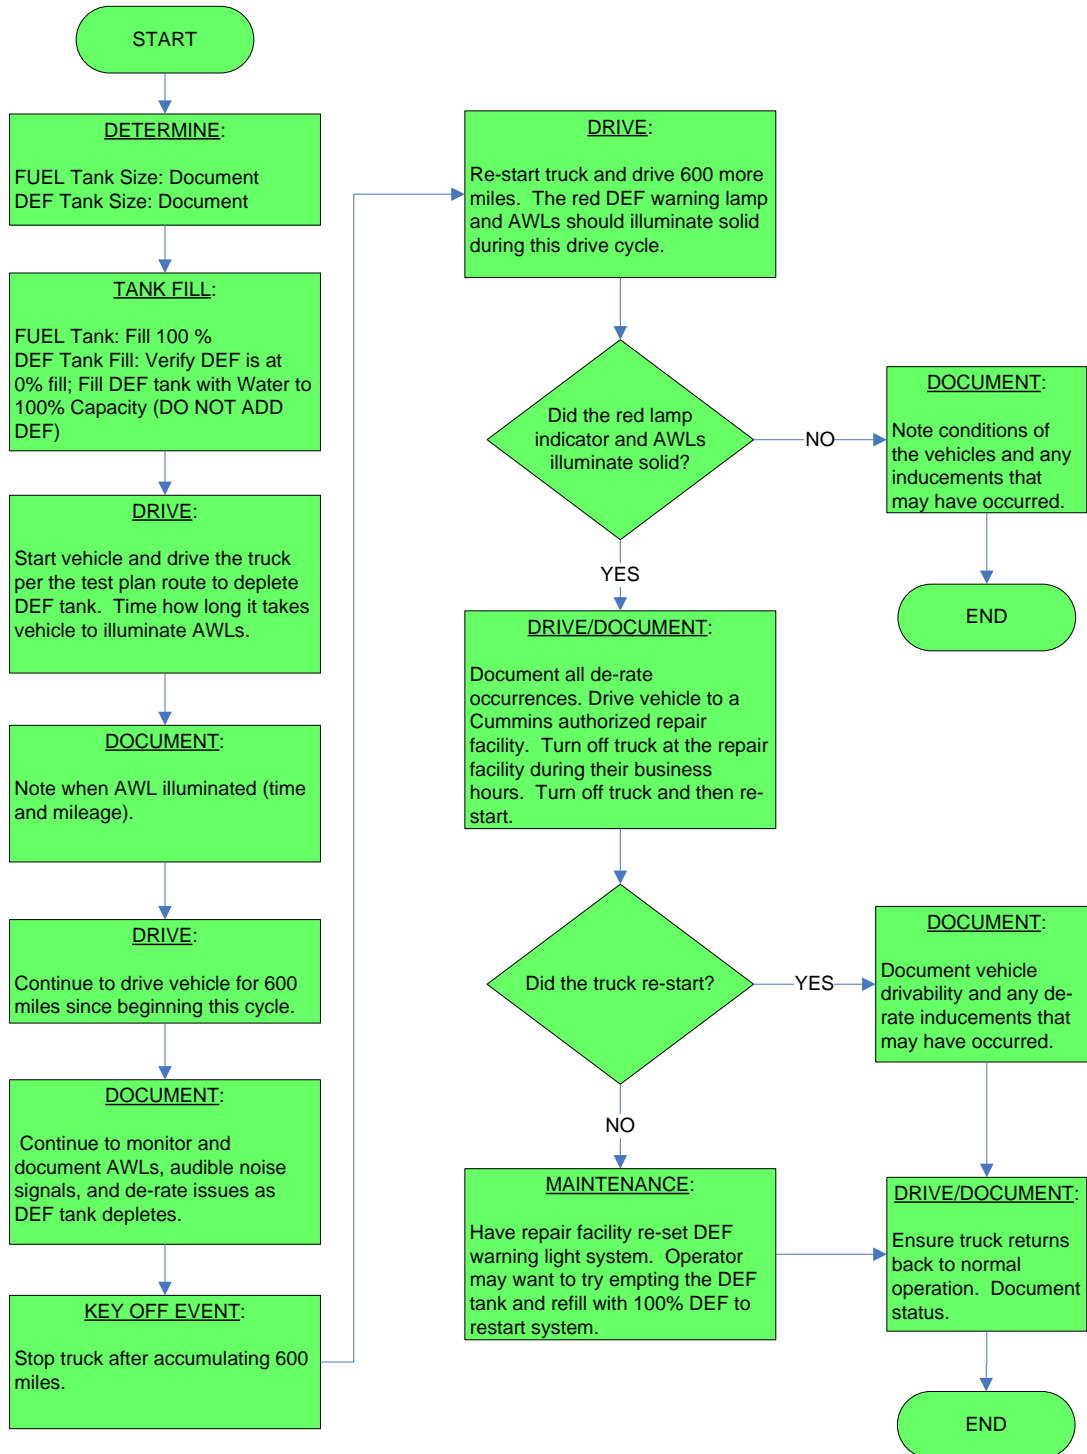 START
DETERMINE:
FUEL Tank Size: Document
DEF Tank Size: Document
TANK FILL:
FUEL Tank: Fill 100 %
DEF Tank Fill: Verify DEF is at
0% fill; Fill DEF tank with Water to
100% Capacity (DO NOT ADD
DEF)
DRIVE:
Start vehicle and drive the truck
per the test plan route to deplete
DEF tank. Time how long it takes
vehicle to illuminate AWLs.
DOCUMENT:
Note when AWL illuminated (time
and mileage).
DRIVE:
Continue to drive vehicle for 600
miles since beginning this cycle.
DOCUMENT:
Continue to monitor and
document AWLs, audible noise
signals, and de-rate issues as
DEF tank depletes.
KEY OFF EVENT:
Stop truck after accumulating 600
miles.
DRIVE:
Re-start truck and drive 600 more
miles. The red DEF warning lamp
and AWLs should illuminate solid
during this drive cycle.
Did the red lamp
indicator and AWLs
illuminate solid?
NO
DOCUMENT:
Note conditions of
the vehicles and any
inducements that
may have occurred.
END
YES
DRIVE/DOCUMENT:
Document all de-rate
occurrences. Drive vehicle to a
Cummins authorized repair
facility. Turn off truck at the repair
facility during their business
hours. Turn off truck and then re-
start.
Did the truck re-start?
YES
DOCUMENT:
Document vehicle
drivability and any de-
rate inducements that
may have occurred.
NO
MAINTENANCE:
Have repair facility re-set DEF
warning light system. Operator
may want to try empting the DEF
tank and refill with 100% DEF to
restart system.
DRIVE/DOCUMENT:
Ensure truck returns
back to normal
operation. Document
status.
END